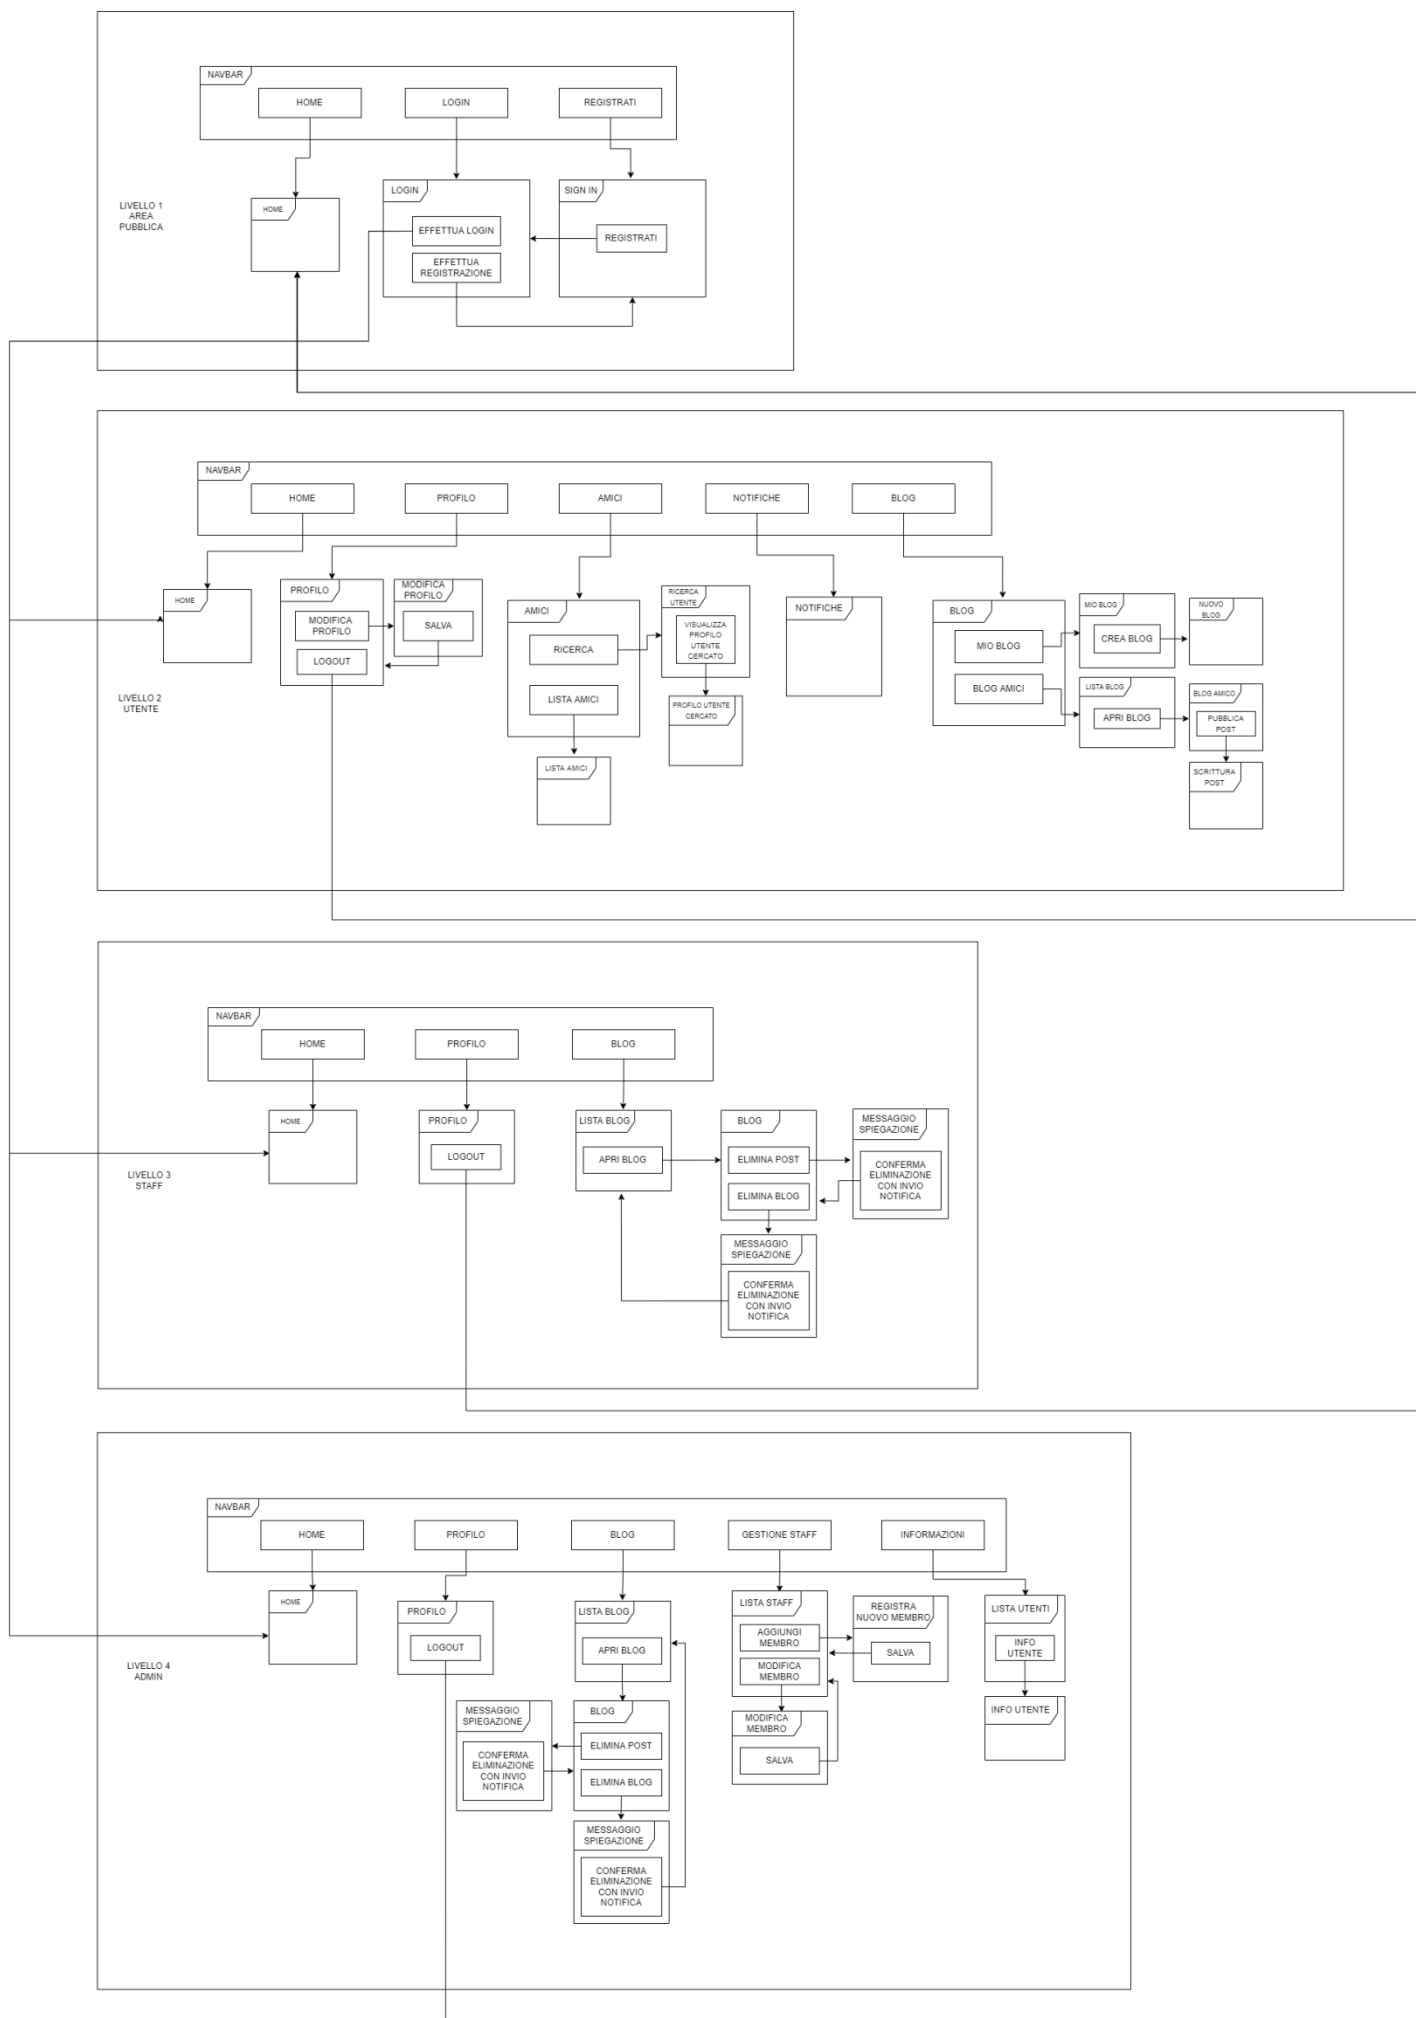 NAVBAR
HOME
LOGIN
REGISTRATI
LIVELLO 1
AREA
PUBBLICA
HOME
LOGIN
EFFETTUA LOGIN
EFFETTUA
REGISTRAZIONE
SIGN IN
REGISTRATI
NAVBAR
HOME
PROFILO
AMICI
NOTIFICHE
BLOG
LIVELLO 2
UTENTE
HOME
PROFILO
MODIFICA
PROFILO
LOGOUT
MODIFICA
PROFILO
SALVA
AMICI
RICERCA
LISTA AMICI
LISTA AMICI
RICERCA
UTENTE
VISUALIZZA
PROFILO
UTENTE
CERCATO
PROFILO UTENTE
CERCATO
NOTIFICHE
BLOG
MIO BLOG
BLOG AMICI
MIO BLOG
CREA BLOG
NUOVO
BLOG
LISTA BLOG
APRI BLOG
BLOG AMICO
PUBBLICA
POST
SCRITTURA
POST
NAVBAR
HOME
PROFILO
BLOG
LIVELLO 3
STAFF
HOME
PROFILO
LOGOUT
LISTA BLOG
APRI BLOG
BLOG
ELIMINA POST
ELIMINA BLOG
MESSAGGIO
SPIEGAZIONE
CONFERMA
ELIMINAZIONE
CON INVIO
NOTIFICA
MESSAGGIO
SPIEGAZIONE
CONFERMA
ELIMINAZIONE
CON INVIO
NOTIFICA
NAVBAR
HOME
PROFILO
BLOG
GESTIONE STAFF
INFORMAZIONI
LIVELLO 4
ADMIN
HOME
PROFILO
LOGOUT
LISTA BLOG
APRI BLOG
MESSAGGIO
SPIEGAZIONE
CONFERMA
ELIMINAZIONE
CON INVIO
NOTIFICA
BLOG
ELIMINA POST
ELIMINA BLOG
MESSAGGIO
SPIEGAZIONE
CONFERMA
ELIMINAZIONE
CON INVIO
NOTIFICA
LISTA STAFF
AGGIUNGI
MEMBRO
MODIFICA
MEMBRO
REGISTRA
NUOVO MEMBRO
SALVA
MODIFICA
MEMBRO
SALVA
LISTA UTENTI
INFO
UTENTE
INFO UTENTE